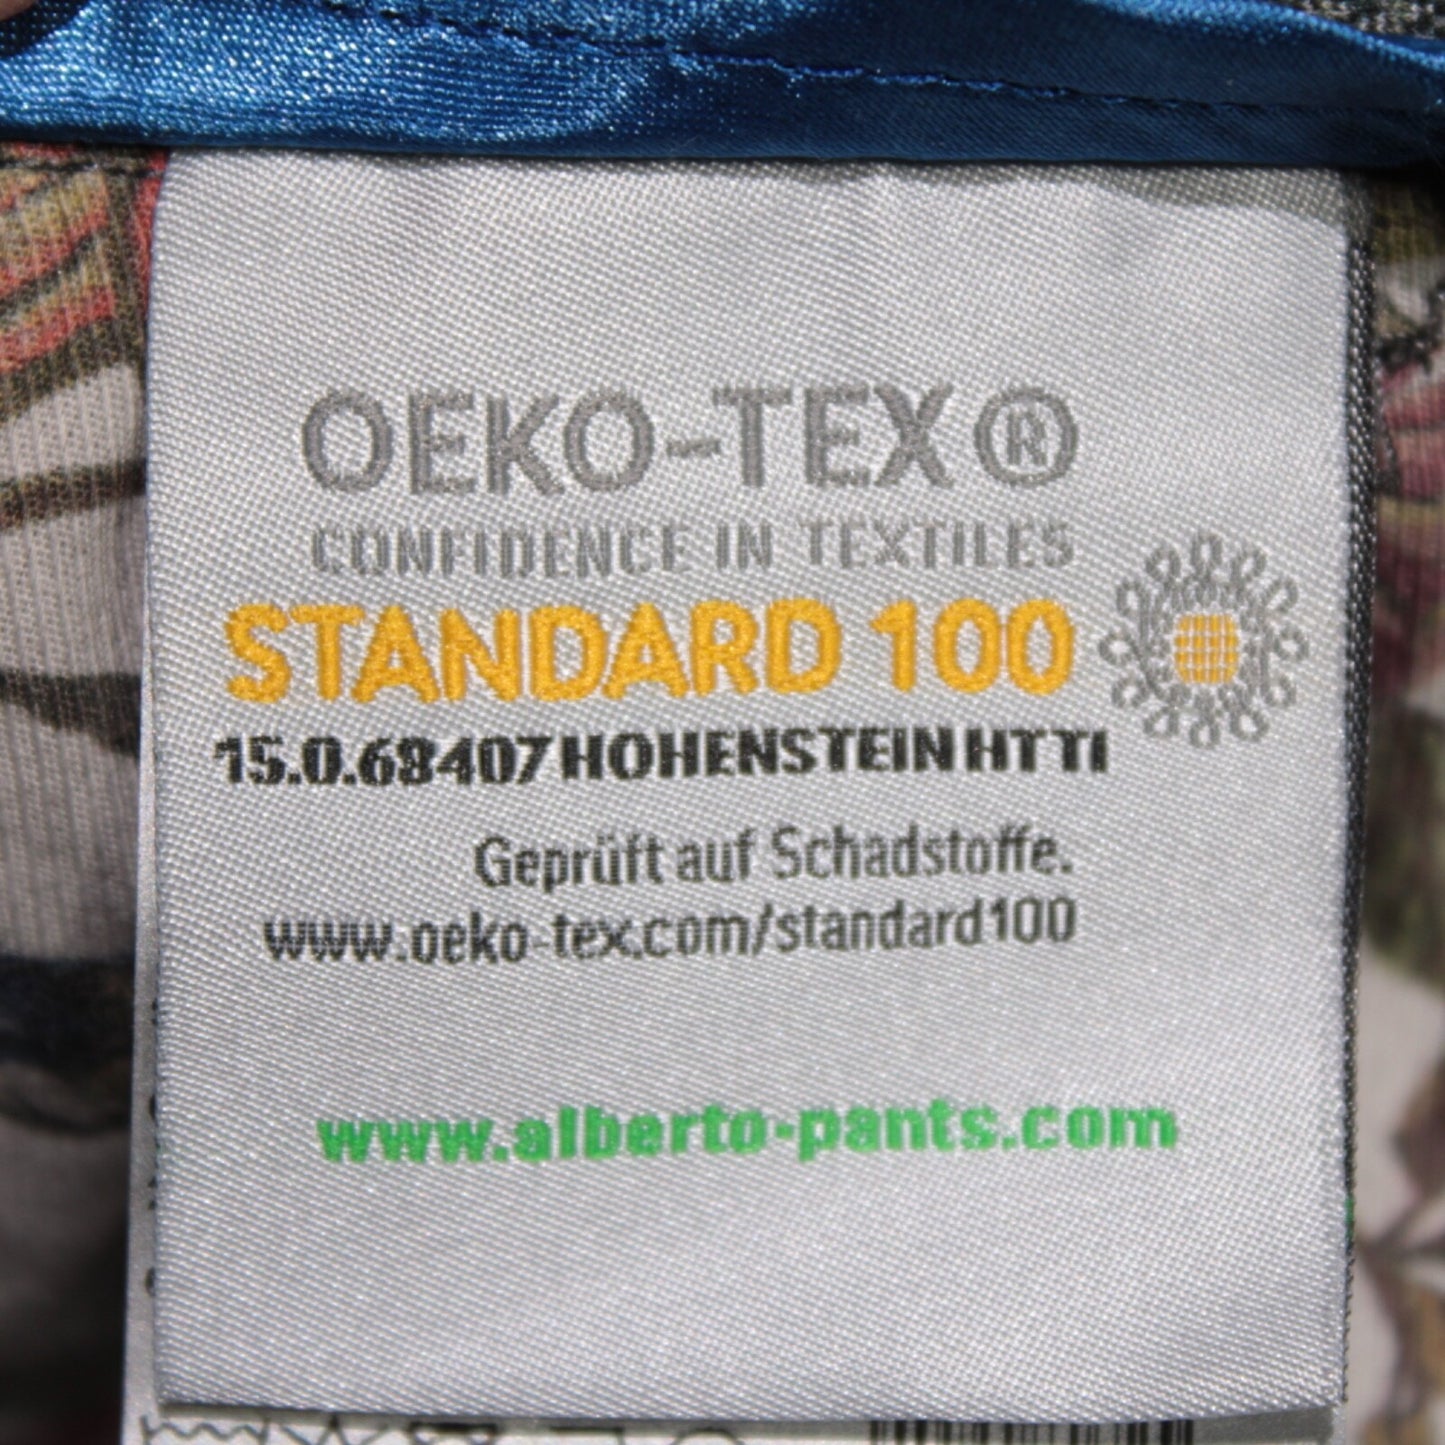 OEKO-TEX®
CONFIDENCE IN TEXTILES
STANDARD 100
15.0.68407 HOHENSTEIN HTTI
Geprüft auf Schadstoffe.
www.oeko-tex.com/standard100
www.alberto-pants.com